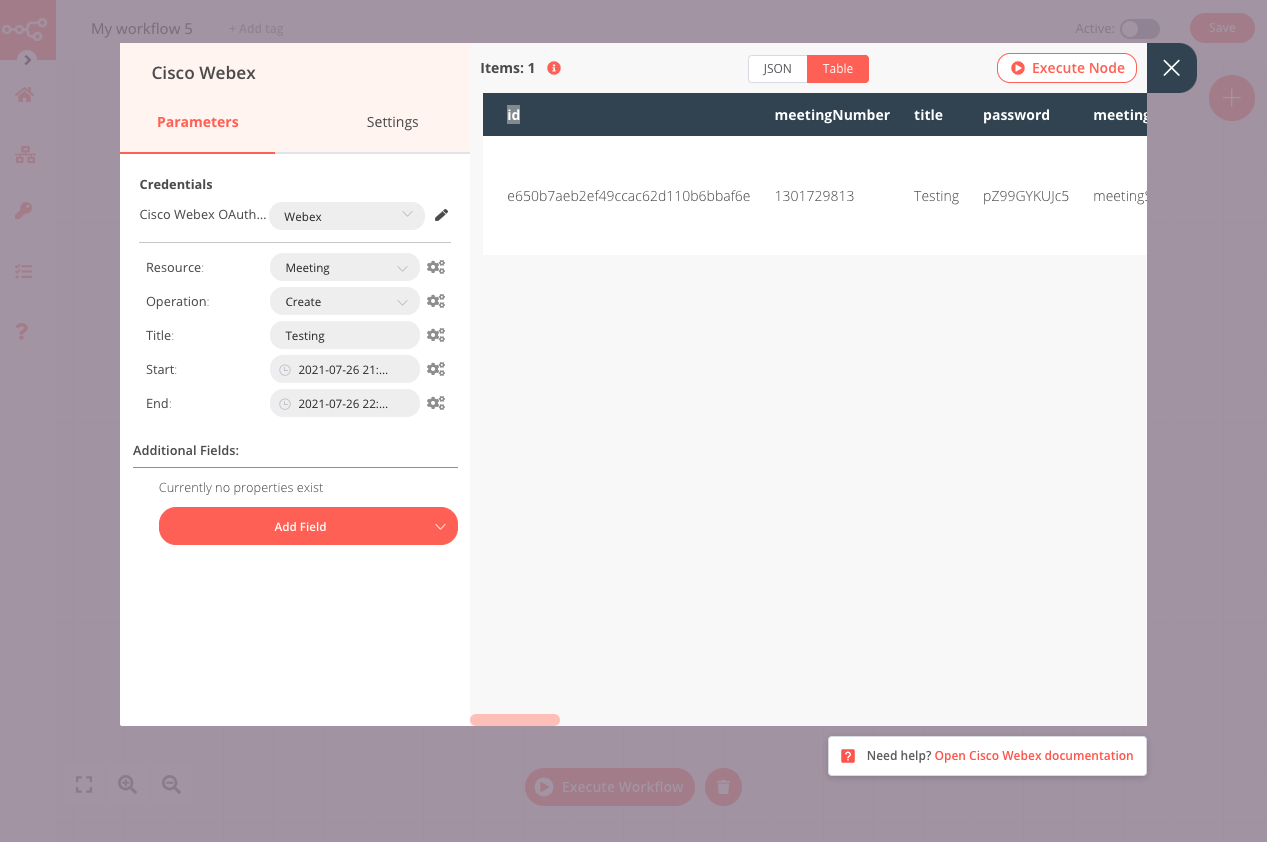 My workflow 5
+ Add tag
Active:
Save
Cisco Webex
Parameters
Settings
Credentials
Cisco Webex OAuth...
Webex
Resource:
Meeting
Operation:
Create
Title:
Testing
Start:
2021-07-26 21:...
End:
2021-07-26 22:...
Additional Fields:
Currently no properties exist
Add Field
Items: 1
JSON
Table
Execute Node
id meetingNumber title password meeting
e650b7aeb2ef49ccac62d110b6bbaf6e 1301729813 Testing pZ99GYKUJc5 meetingS
Need help? Open Cisco Webex documentation
Execute Workflow